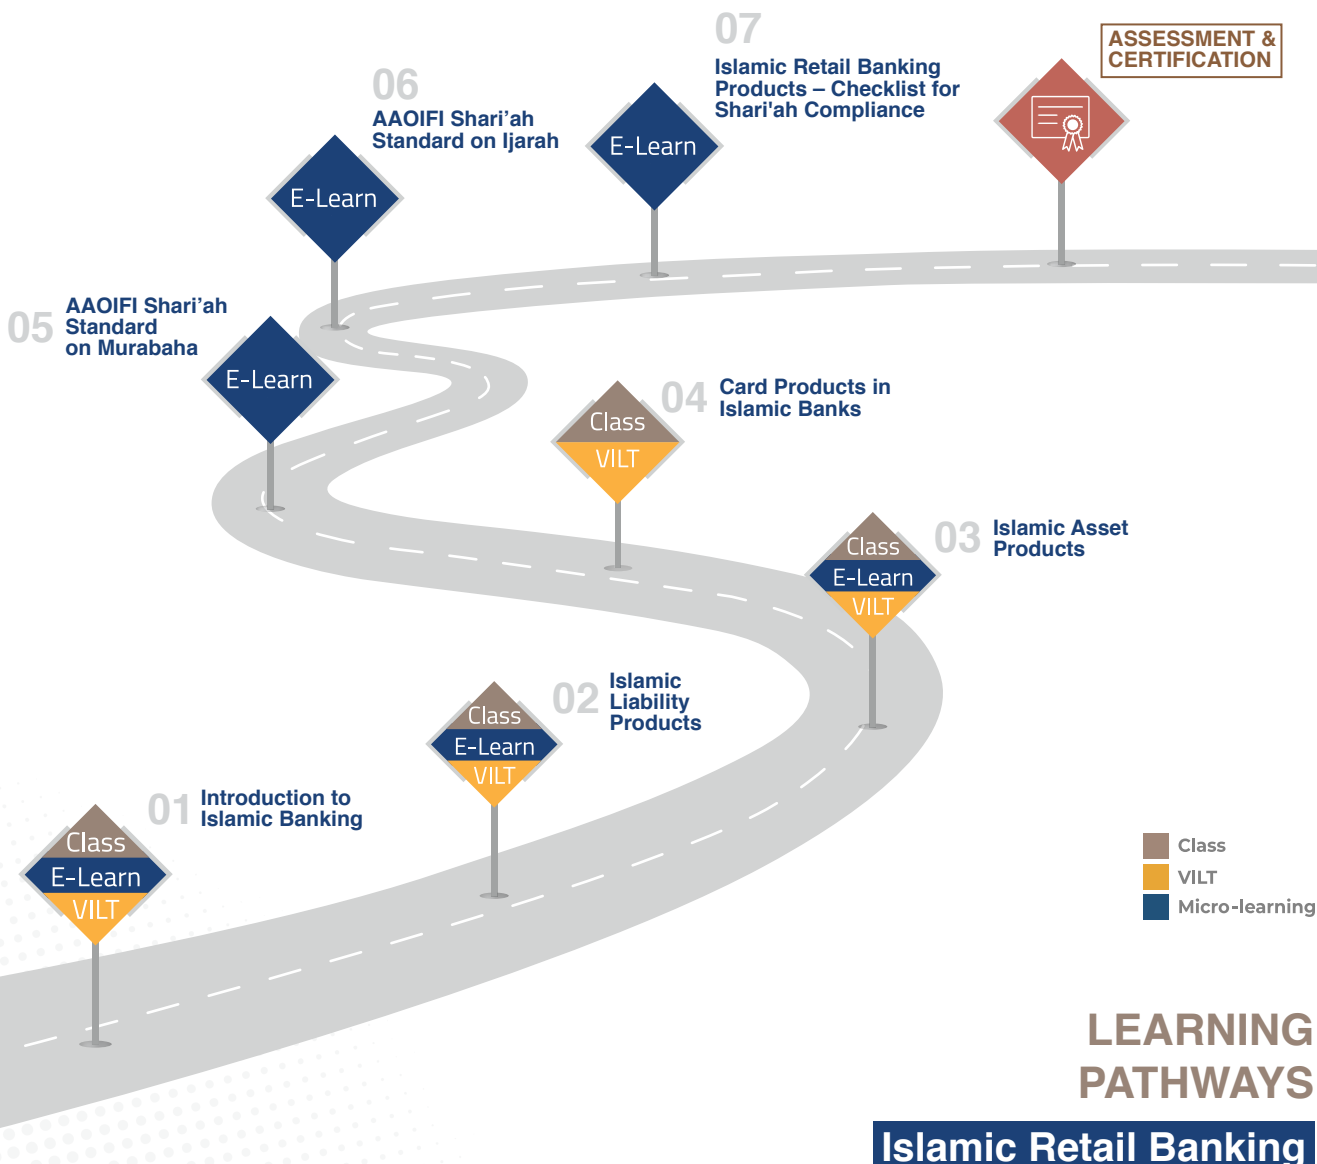 07
Islamic Retail Banking
Products – Checklist for
Shari'ah Compliance
E-Learn
ASSESSMENT &
CERTIFICATION
06
AAOIFI Shari’ah
Standard on Ijarah
E-Learn
05
AAOIFI Shari’ah
Standard
on Murabaha
E-Learn
04
Card Products in
Islamic Banks
Class
VILT
03
Islamic Asset
Products
Class
E-Learn
VILT
02
Islamic
Liability
Products
Class
E-Learn
VILT
01
Introduction to
Islamic Banking
Class
E-Learn
VILT
Class
VILT
Micro-learning
LEARNING
PATHWAYS
Islamic Retail Banking